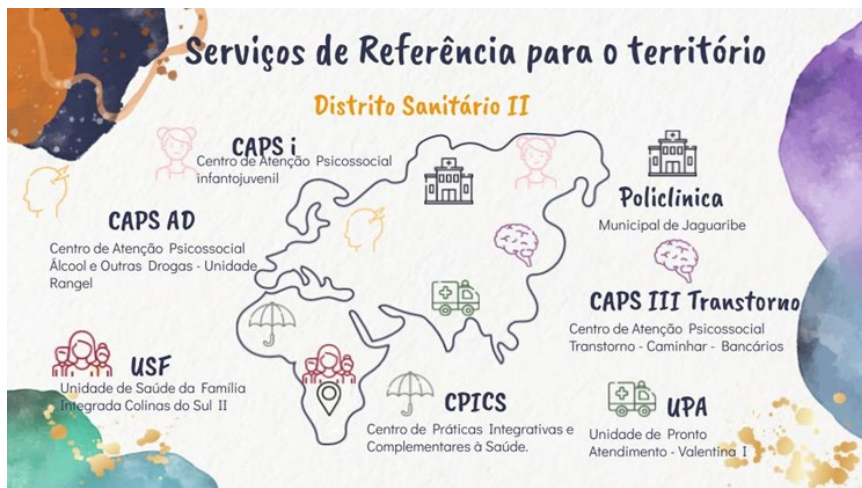 Serviços de Referência para o território
Distrito Sanitário II
CAPS i
Centro de Atenção Psicossocial
infantojuvenil
CAPS AD
Centro de Atenção Psicossocial
Álcool e Outras Drogas - Unidade
Rangel
USF
Unidade de Saúde da Família
Integrada Colinas do Sul II
CPICS
Centro de Práticas Integrativas e
Complementares à Saúde.
Policlínica
Municipal de Jaguaribe
CAPS III Transtorno
Centro de Atenção Psicossocial
Transtorno - Caminhar - Bancários
UPA
Unidade de Pronto
Atendimento - Valentina I